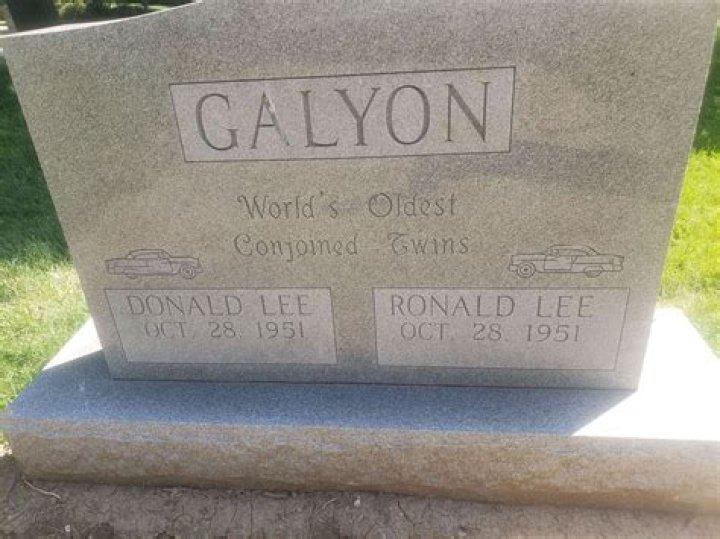 GALYON
World's Oldest
Conjoined Twins
DONALD LEE
OCT. 28, 1951
RONALD LEE
OCT. 28 1951